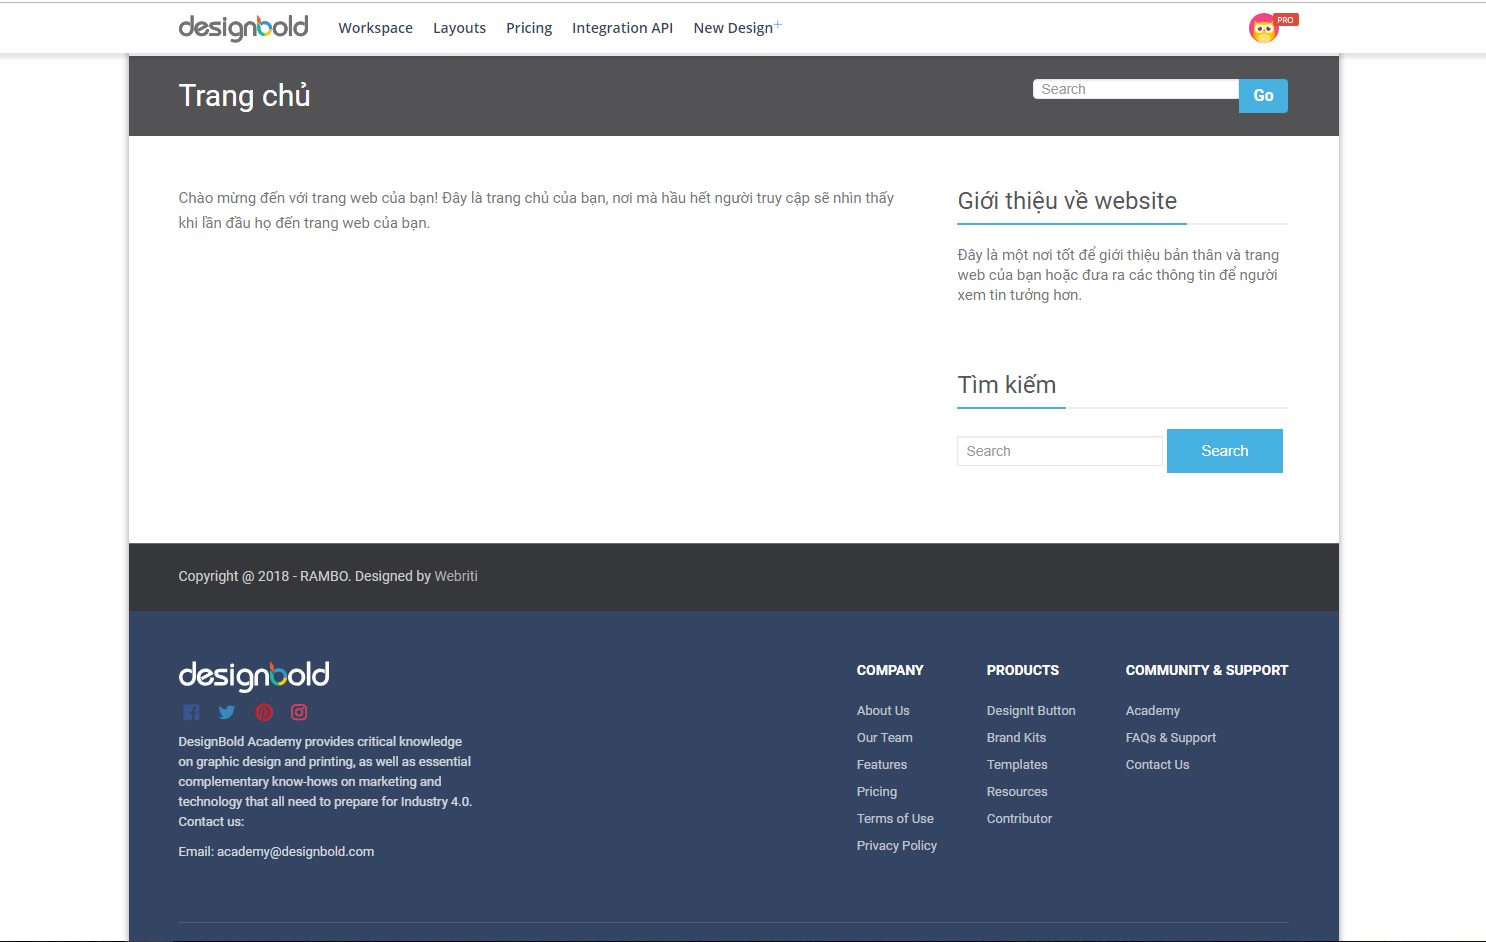 designbold
Workspace
Layouts
Pricing
Integration API
New Design+
PRO
Trang chủ
Search
Go
Chào mừng đến với trang web của bạn! Đây là trang chủ của bạn, nơi mà hầu hết người truy cập sẽ nhìn thấy
khi lần đầu họ đến trang web của bạn.
Giới thiệu về website
Đây là một nơi tốt để giới thiệu bản thân và trang
web của bạn hoặc đưa ra các thông tin để người
xem tin tưởng hơn.
Tìm kiếm
Search
Search
Copyright @ 2018 - RAMBO. Designed by Webriti
designbold
DesignBold Academy provides critical knowledge
on graphic design and printing, as well as essential
complementary know-hows on marketing and
technology that all need to prepare for Industry 4.0.
Contact us:
Email: academy@designbold.com
COMPANY
About Us
Our Team
Features
Pricing
Terms of Use
Privacy Policy
PRODUCTS
DesignIt Button
Brand Kits
Templates
Resources
Contributor
COMMUNITY & SUPPORT
Academy
FAQs & Support
Contact Us